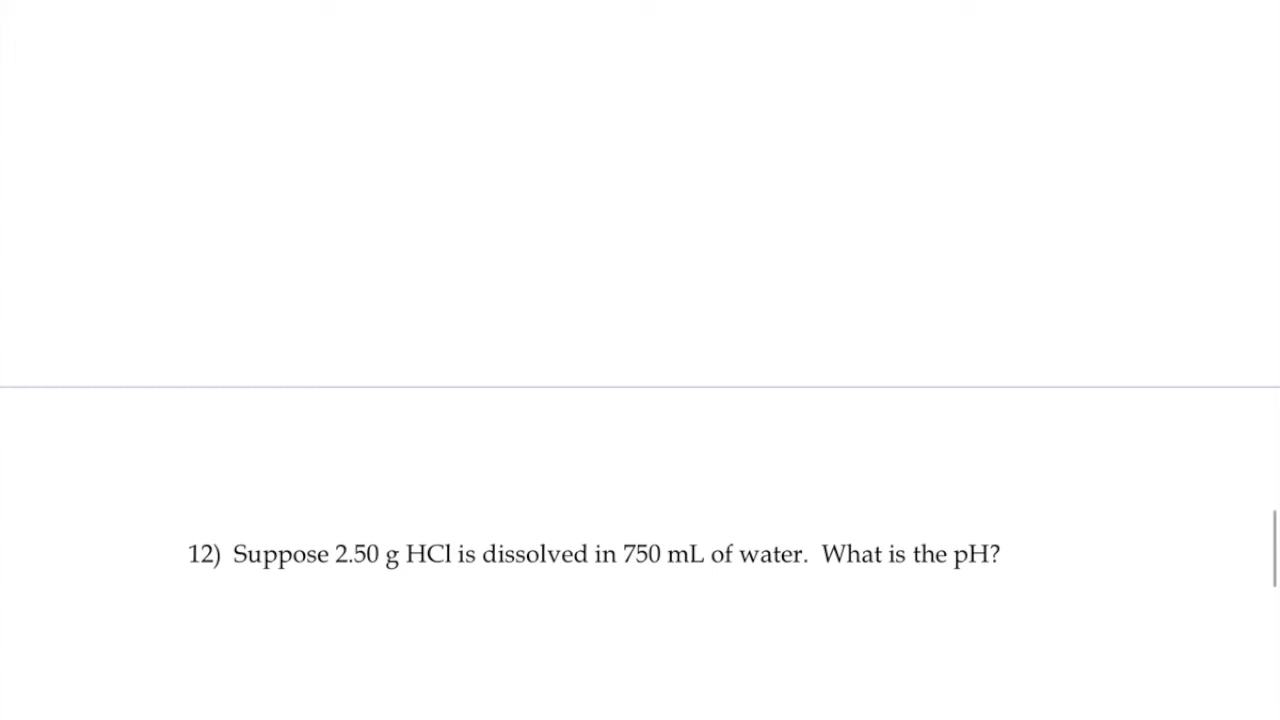 12) Suppose 2.50 g HCl is dissolved in 750 mL of water. What is the pH?